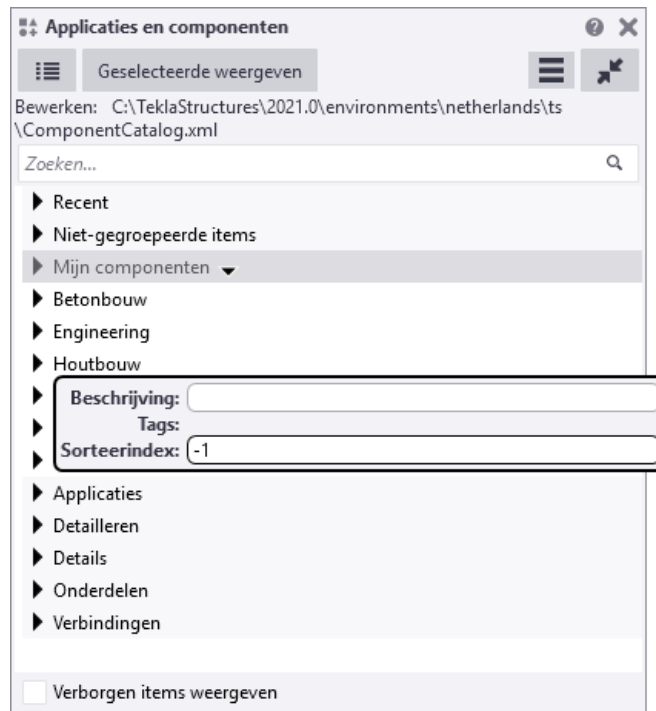 Applicaties en componenten
Geselecteerde weergeven
Bewerken: C:\TeklaStructures\2021.0\environments\netherlands\ts
\ComponentCatalog.xml
Zoeken...
Recent
Niet-gegroepeerde items
Mijn componenten
Betonbouw
Engineering
Houtbouw
Beschrijving:
Tags:
Sorteerindex: -1
Applicaties
Detailleren
Details
Onderdelen
Verbindingen
Verborgen items weergeven